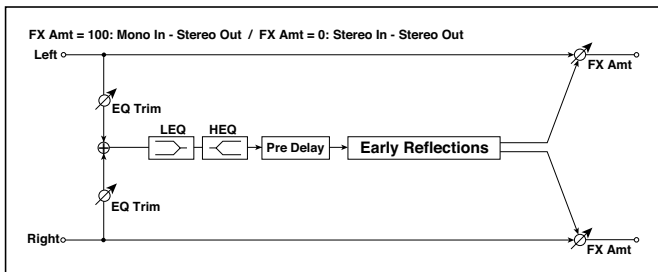 FX Amt = 100: Mono In - Stereo Out / FX Amt = 0: Stereo In - Stereo Out
Left
FX Amt
EQ Trim
LEQ
HEQ
Pre Delay
Early Reflections
EQ Trim
Right
FX Amt